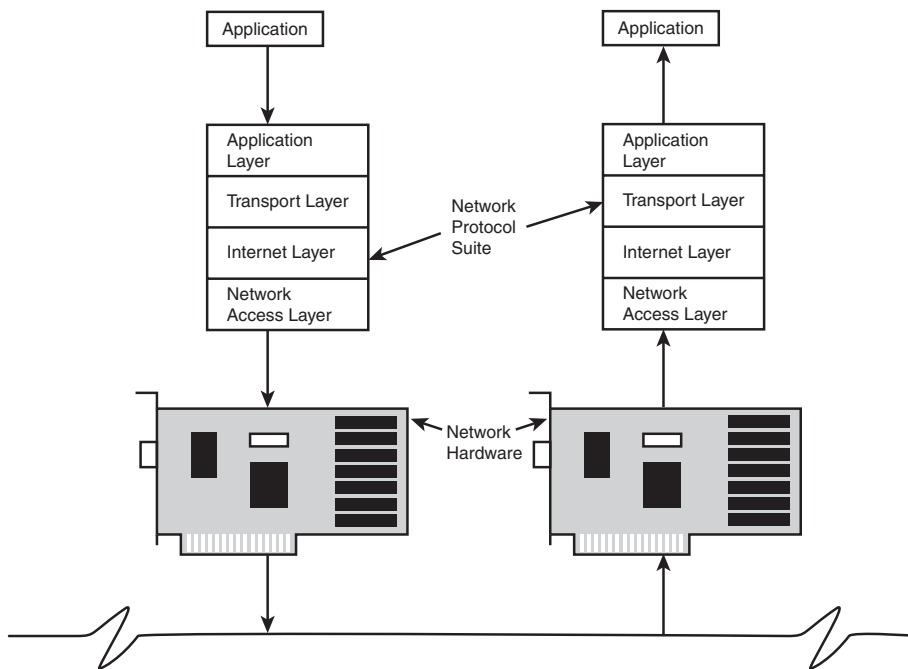 Application
Application
Application
Layer
Transport Layer
Internet Layer
Network
Access Layer
Network
Protocol
Suite
Application
Layer
Transport Layer
Internet Layer
Network
Access Layer
Network
Hardware